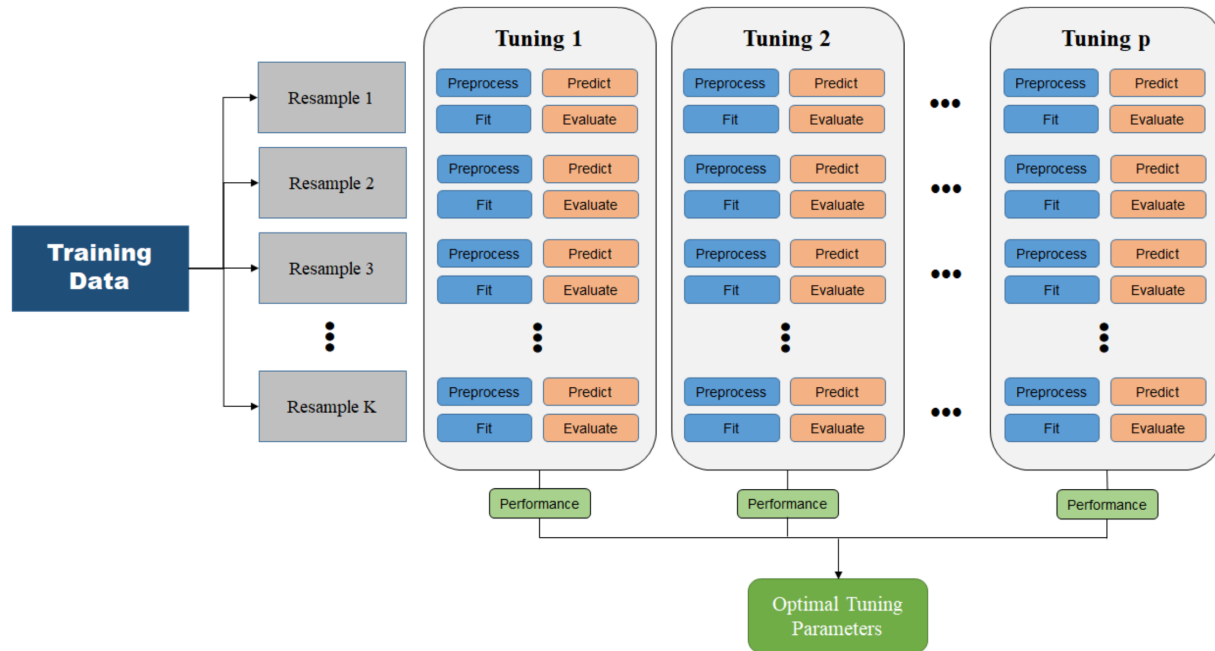 Tuning 1
Tuning 2
Tuning p
Training
Data
Resample 1
Preprocess Predict Preprocess Predict Preprocess Predict
Fit Evaluate Fit Evaluate Fit Evaluate
Resample 2
Preprocess Predict Preprocess Predict Preprocess Predict
Fit Evaluate Fit Evaluate Fit Evaluate
Resample 3
Preprocess Predict Preprocess Predict Preprocess Predict
Fit Evaluate Fit Evaluate Fit Evaluate
Resample K
Preprocess Predict Preprocess Predict Preprocess Predict
Fit Evaluate Fit Evaluate Fit Evaluate
Performance
Performance
Performance
Optimal Tuning
Parameters